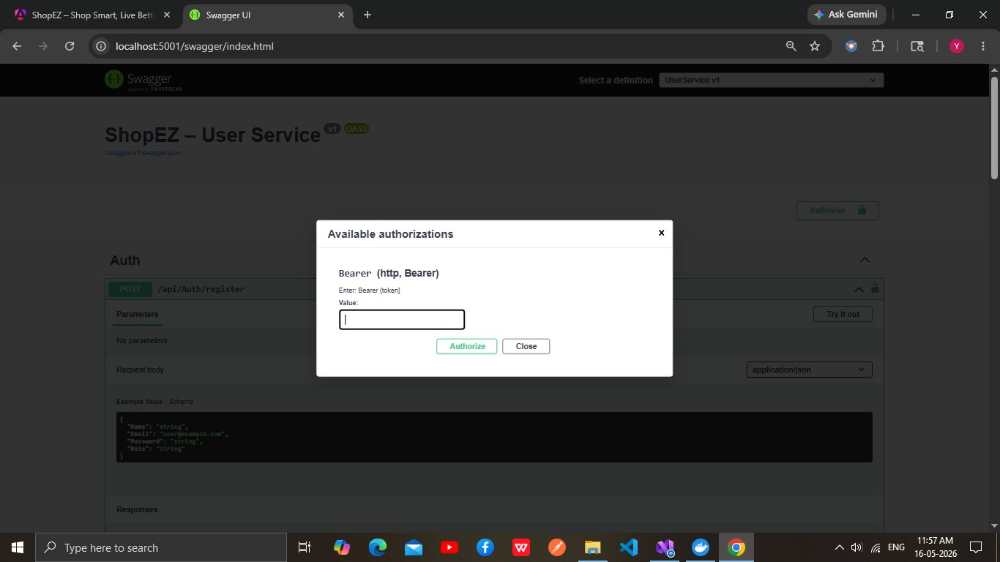 ShopEZ – Shop Smart, Live Bett
Swagger UI
Ask Gemini
localhost:5001/swagger/index.html
Y
Swagger
Supported by SMARTBEAR
Select a definition
UserService v1
ShopEZ – User Service v1 OAS3
/swagger/v1/swagger.json
Authorize
Available authorizations
Bearer (http, Bearer)
Enter: Bearer {token}
Value:
Authorize Close
Auth
POST /api/Auth/register
Parameters
Try it out
No parameters
Request body
application/json
Example Value | Schema
{
"Name": "string",
"Email": "user@example.com",
"Password": "string",
"Role": "string"
}
Responses
Type here to search
ENG
11:57 AM
16-05-2026